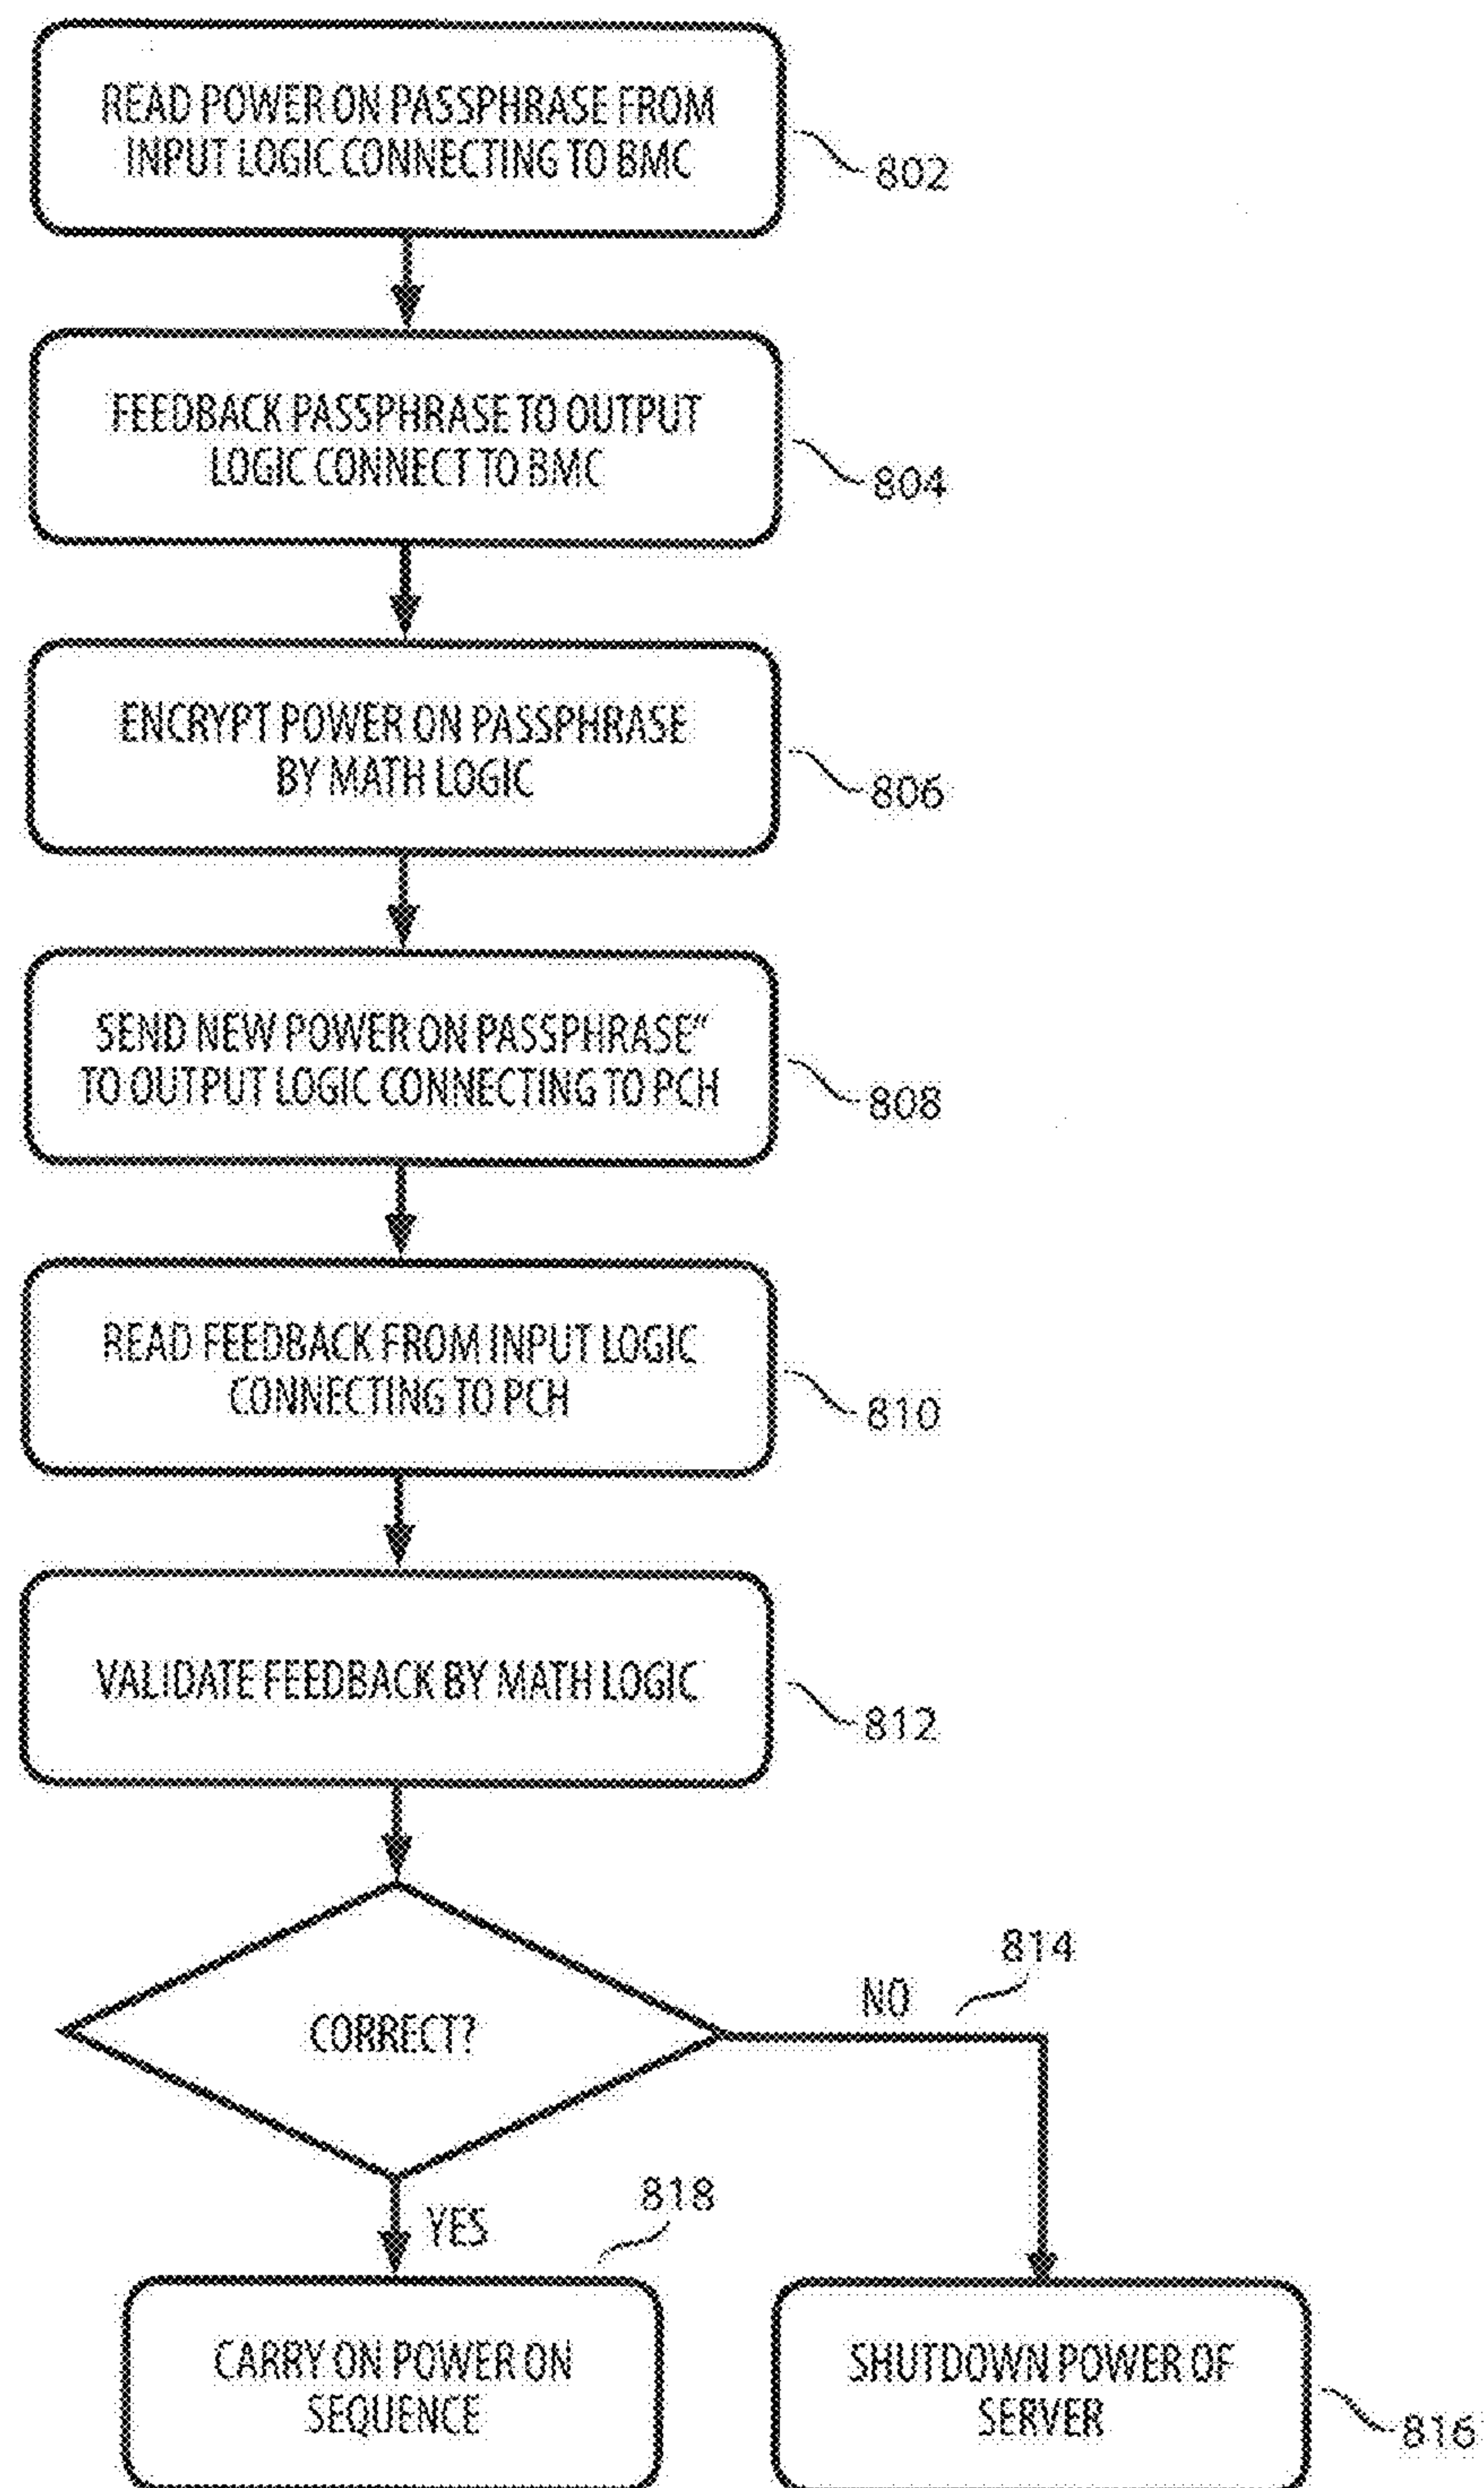 READ POWER ON PASSPHRASE FROM
INPUT LOGIC CONNECTING TO BMC
802
FEEDBACK PASSPHRASE TO OUTPUT
LOGIC CONNECT TO BMC
804
ENCRYPT POWER ON PASSPHRASE
BY MATH LOGIC
806
SEND NEW POWER ON PASSPHRASE"
TO OUTPUT LOGIC CONNECTING TO PCH
808
READ FEEDBACK FROM INPUT LOGIC
CONNECTING TO PCH
810
VALIDATE FEEDBACK BY MATH LOGIC
812
CORRECT?
NO
814
YES
818
CARRY ON POWER ON
SEQUENCE
SHUTDOWN POWER OF
SERVER
816